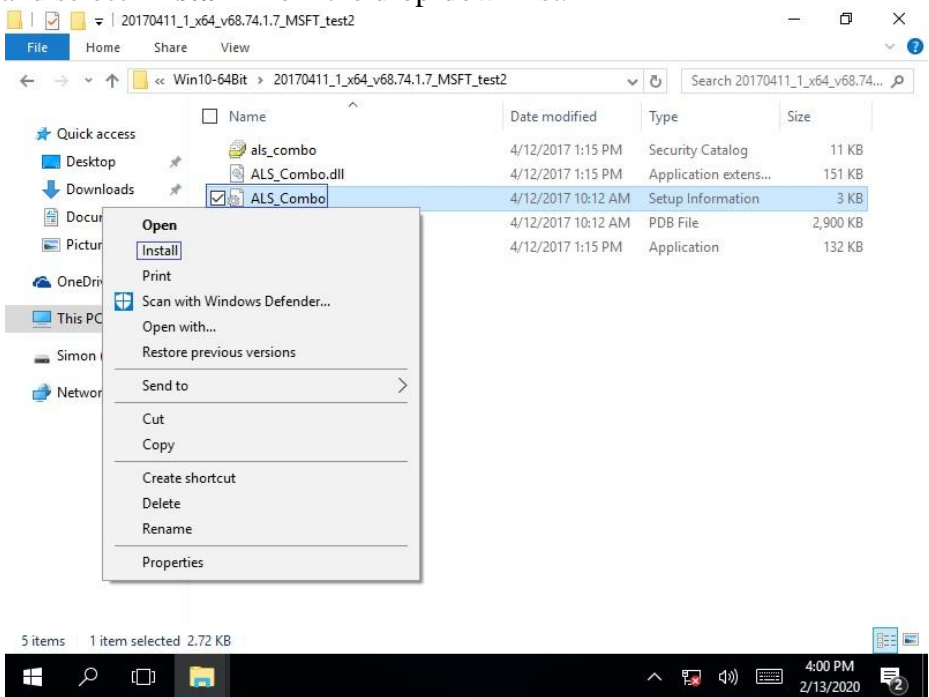 20170411_1_x64_v68.74.1.7_MSFT_test2
File Home Share View
« Win10-64Bit > 20170411_1_x64_v68.74.1.7_MSFT_test2 Search 20170411_1_x64_v68.74...
Name Date modified Type Size
Quick access
als_combo 4/12/2017 1:15 PM Security Catalog 11 KB
Desktop
ALS_Combo.dll 4/12/2017 1:15 PM Application extens... 151 KB
Downloads
ALS_Combo 4/12/2017 10:12 AM Setup Information 3 KB
Docur
4/12/2017 10:12 AM PDB File 2,900 KB
Pictur
4/12/2017 1:15 PM Application 132 KB
OneDri
This PC
Simon (
Networ
Open
Install
Print
Scan with Windows Defender...
Open with...
Restore previous versions
Send to >
Cut
Copy
Create shortcut
Delete
Rename
Properties
5 items 1 item selected 2.72 KB
4:00 PM
2/13/2020
2